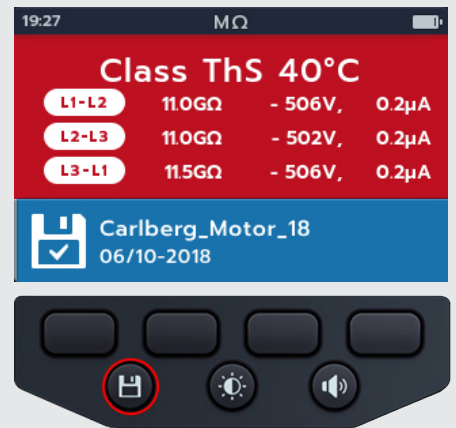 19:27 MΩ
Class ThS 40°C
L1-L2 11.0GΩ - 506V, 0.2µA
L2-L3 11.0GΩ - 502V, 0.2µA
L3-L1 11.5GΩ - 506V, 0.2µA
Carlberg_Motor_18
06/10-2018